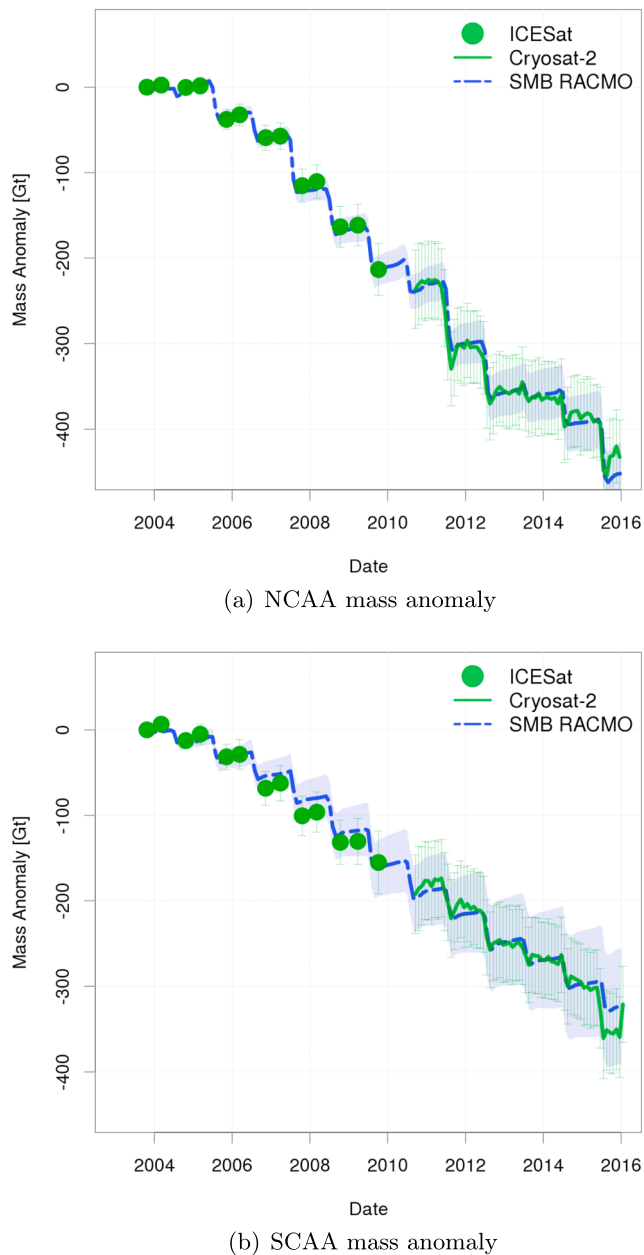 ICESat
Cryosat-2
SMB RACMO
Mass Anomaly [Gt]
0
-100
-200
-300
-400
2004 2006 2008 2010 2012 2014 2016
Date
(a) NCAA mass anomaly
ICESat
Cryosat-2
SMB RACMO
Mass Anomaly [Gt]
0
-100
-200
-300
-400
2004 2006 2008 2010 2012 2014 2016
Date
(b) SCAA mass anomaly